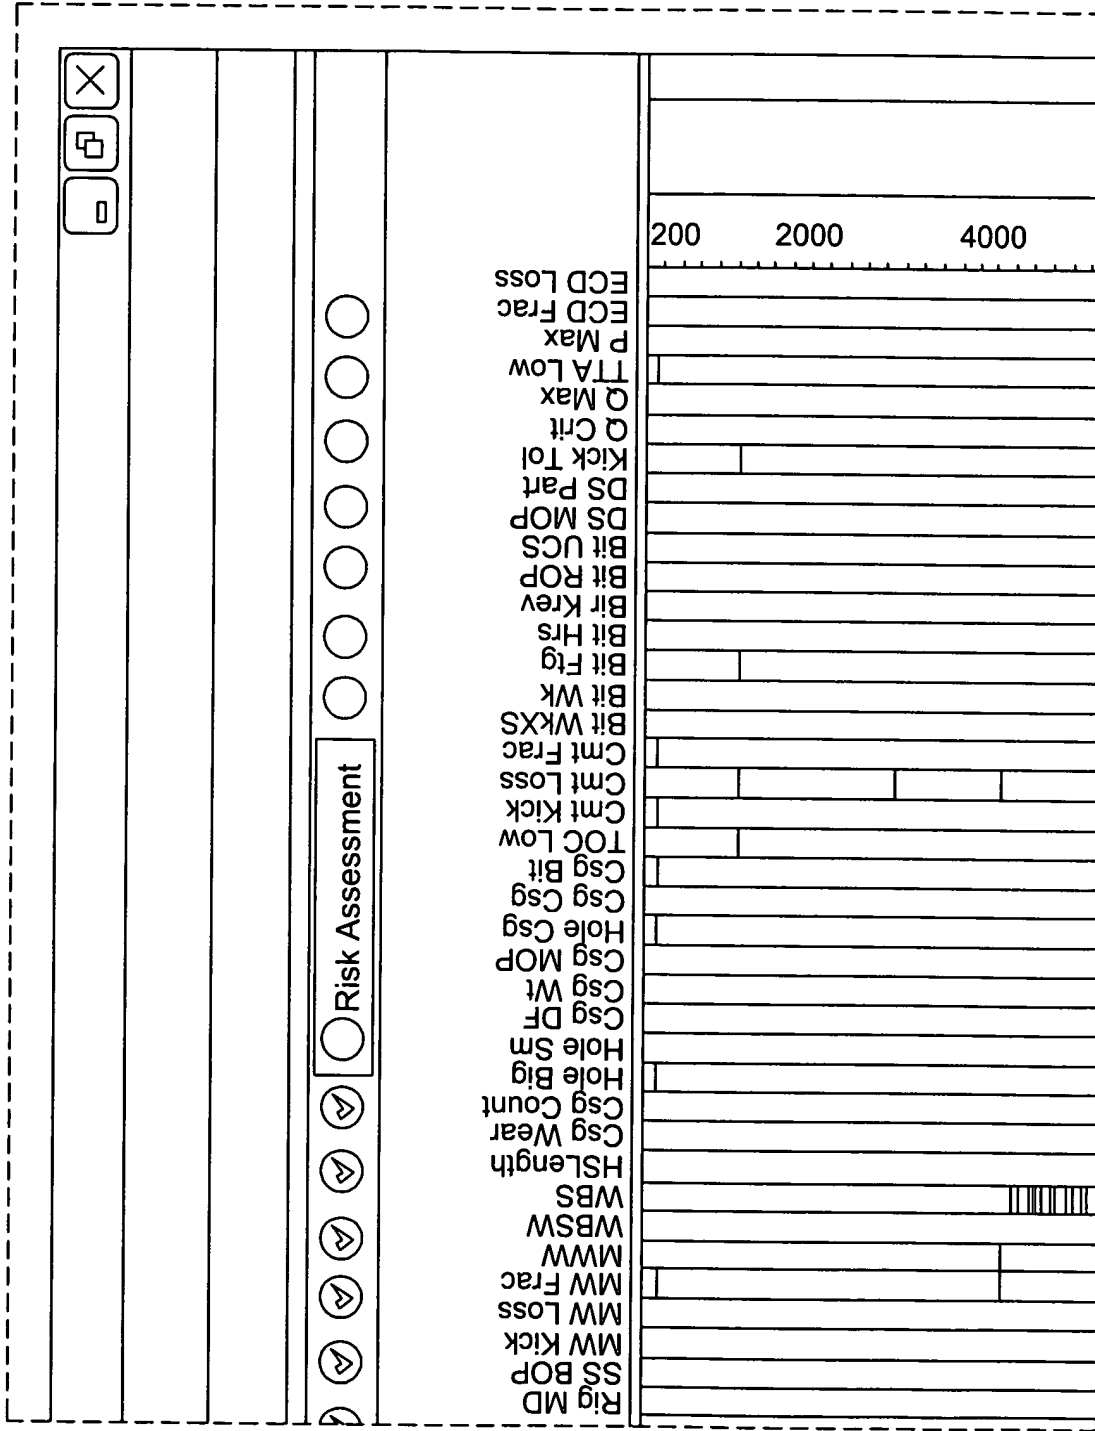 Risk Assessment
200 2000 4000
ECD Loss
ECD Frac
P Max
TTA Low
Q Max
Q Crit
Kick Tol
DS Part
DS MOP
Bit UCS
Bit ROP
Bir Krev
Bit Hrs
Bit Ftg
Bit Wk
Bit WkXS
Cmt Frac
Cmt Loss
Cmt Kick
TOC Low
Csg Bit
Csg Csg
Hole Csg
Csg MOP
Csg Wt
Csg DF
Hole Sm
Hole Big
Csg Count
Csg Wear
HSLength
WBS
WBSW
MWW
MW Frac
MW Loss
MW Kick
SS BOP
Rig MD